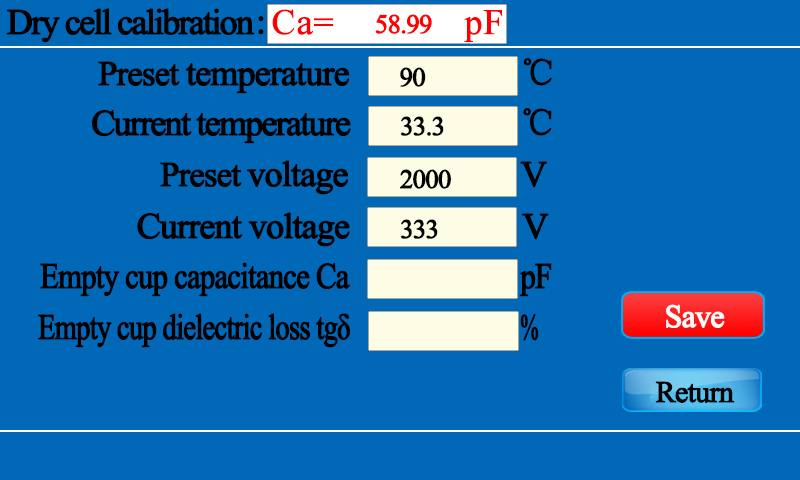 Dry cell calibration: Ca= 58.99 pF
Preset temperature 90 ℃
Current temperature 33.3 ℃
Preset voltage 2000 V
Current voltage 333 V
Empty cup capacitance Ca pF
Empty cup dielectric loss tgδ %
Save
Return